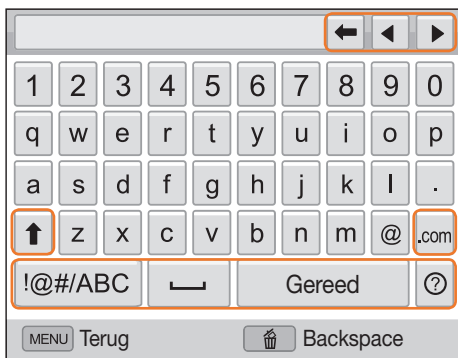 1 2 3 4 5 6 7 8 9 0
q w e r t y u i o p
a s d f g h j k l .
z x c v b n m @ .com
!@#/ABC Gereed ?
MENU Terug Backspace